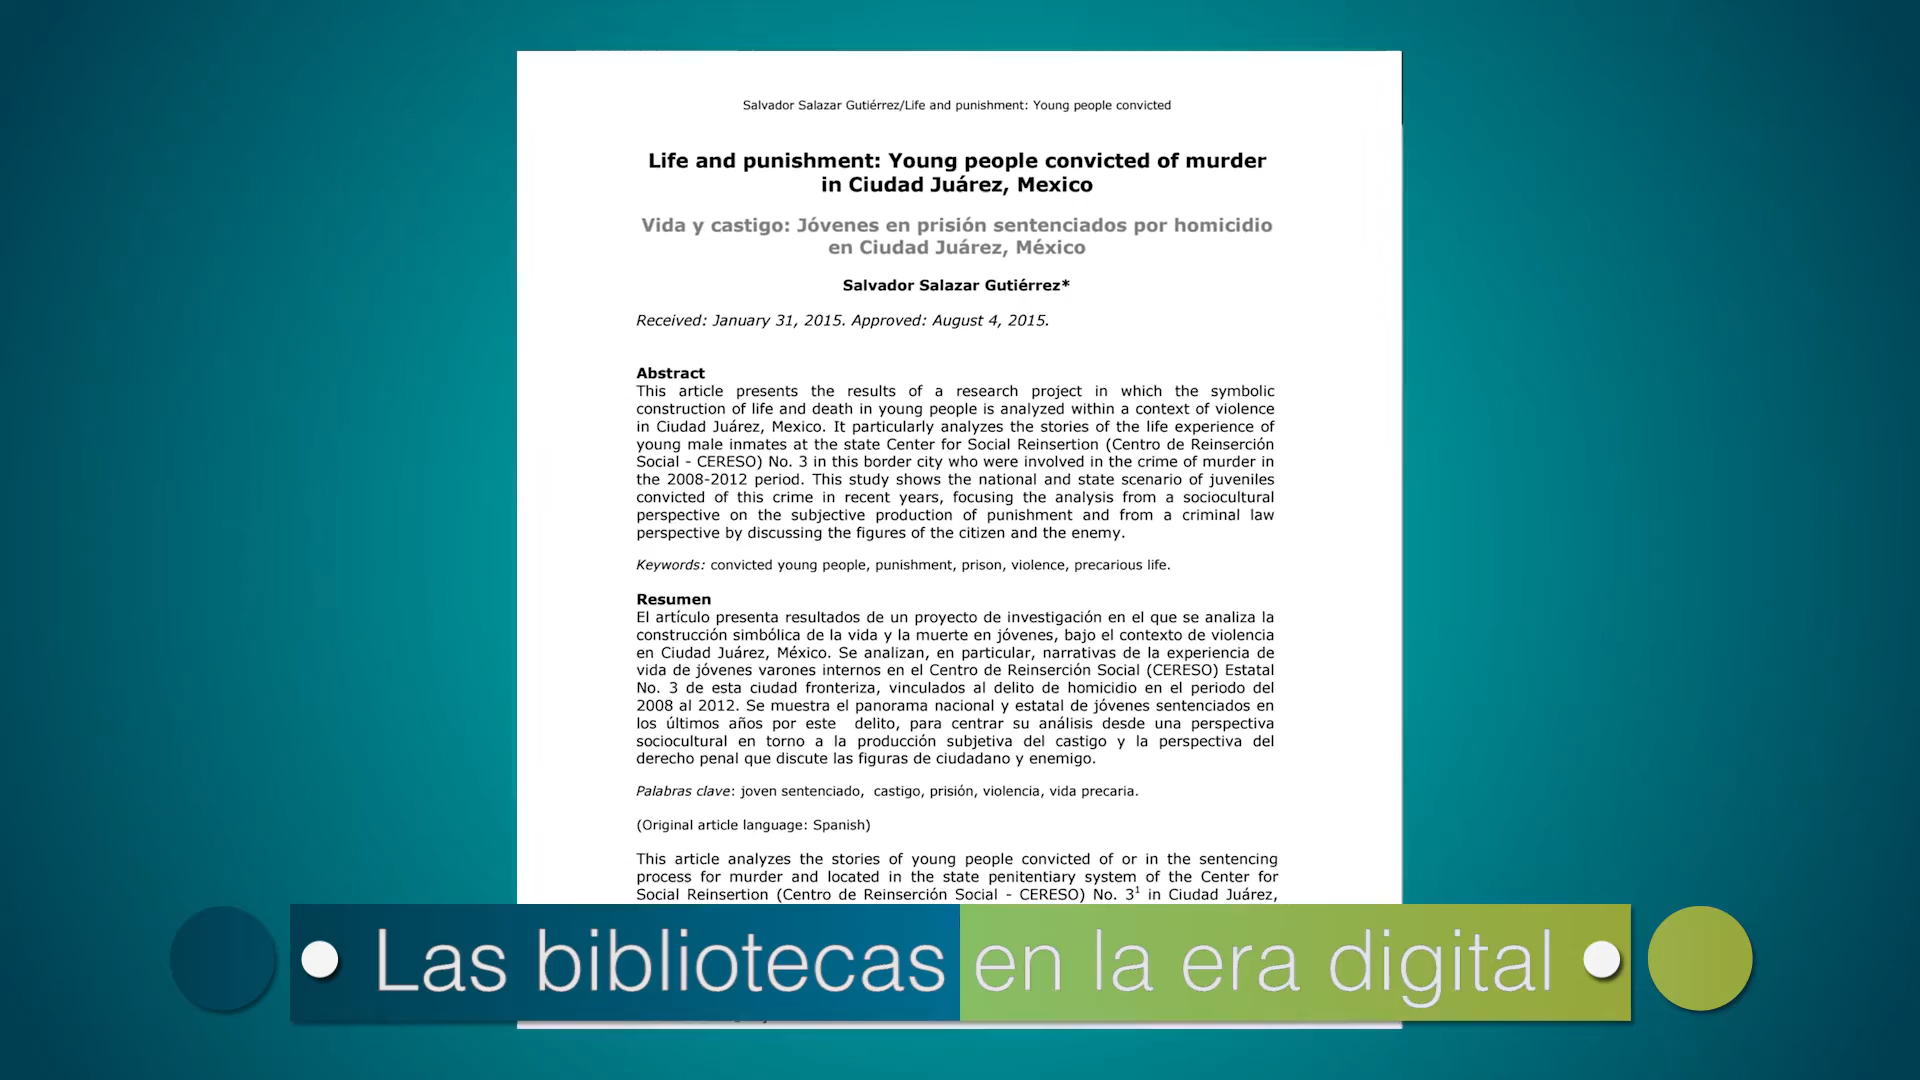 Salvador Salazar Gutiérrez/Life and punishment: Young people convicted
Life and punishment: Young people convicted of murder
in Ciudad Juárez, Mexico
Vida y castigo: Jóvenes en prisión sentenciados por homicidio
en Ciudad Juárez, México
Salvador Salazar Gutiérrez*
Received: January 31, 2015. Approved: August 4, 2015.
Abstract
This article presents the results of a research project in which the symbolic
construction of life and death in young people is analyzed within a context of violence
in Ciudad Juárez, Mexico. It particularly analyzes the stories of the life experience of
young male inmates at the state Center for Social Reinsertion (Centro de Reinserción
Social - CERESO) No. 3 in this border city who were involved in the crime of murder in
the 2008-2012 period. This study shows the national and state scenario of juveniles
convicted of this crime in recent years, focusing the analysis from a sociocultural
perspective on the subjective production of punishment and from a criminal law
perspective by discussing the figures of the citizen and the enemy.
Keywords: convicted young people, punishment, prison, violence, precarious life.
Resumen
El artículo presenta resultados de un proyecto de investigación en el que se analiza la
construcción simbólica de la vida y la muerte en jóvenes, bajo el contexto de violencia
en Ciudad Juárez, México. Se analizan, en particular, narrativas de la experiencia de
vida de jóvenes varones internos en el Centro de Reinserción Social (CERESO) Estatal
No. 3 de esta ciudad fronteriza, vinculados al delito de homicidio en el periodo del
2008 al 2012. Se muestra el panorama nacional y estatal de jóvenes sentenciados en
los últimos años por este delito, para centrar su análisis desde una perspectiva
sociocultural en torno a la producción subjetiva del castigo y la perspectiva del
derecho penal que discute las figuras de ciudadano y enemigo.
Palabras clave: joven sentenciado, castigo, prisión, violencia, vida precaria.
(Original article language: Spanish)
This article analyzes the stories of young people convicted of or in the sentencing
process for murder and located in the state penitentiary system of the Center for
Social Reinsertion (Centro de Reinserción Social - CERESO) No. 3¹ in Ciudad Juárez,
Las bibliotecas en la era digital